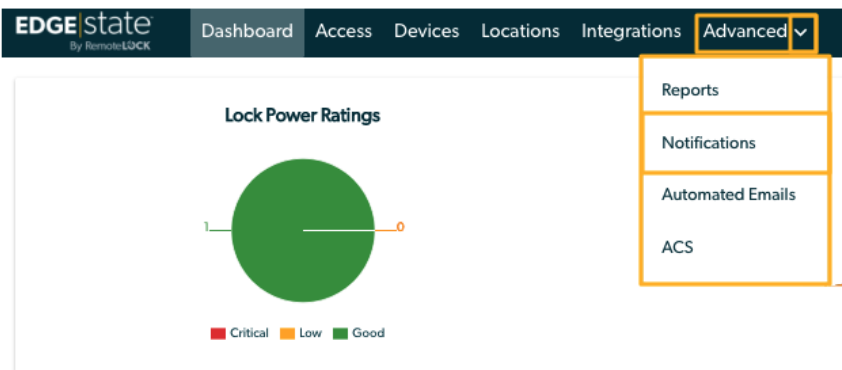 EDGE|state
By RemoteLOCK
Dashboard Access Devices Locations Integrations Advanced
Reports
Notifications
Automated Emails
ACS
Lock Power Ratings
1
0
Critical Low Good